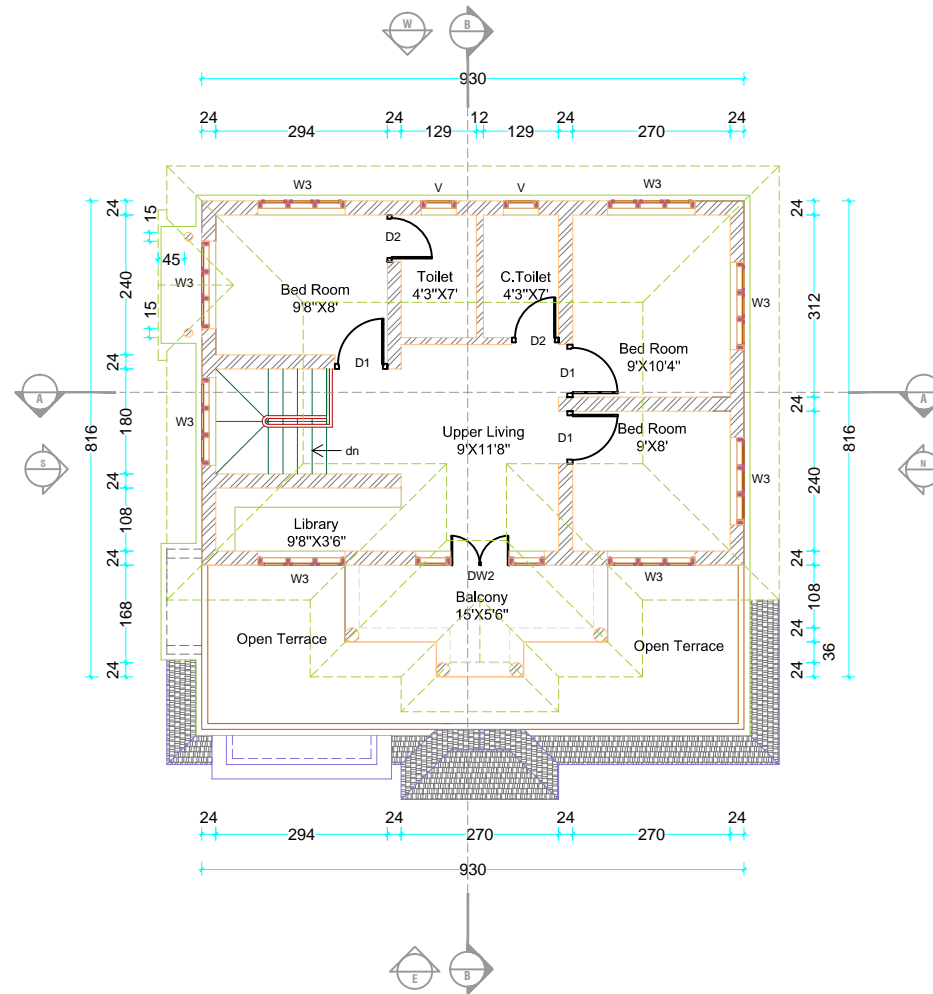 W
B
930
24
294
24
129
12
129
24
270
24
W3
V
V
W3
15
24
24
D2
45
240
W3
Bed Room
9'8"X8'
Toilet
4'3"X7'
C.Toilet
4'3"X7'
W3
312
15
D1
D2
Bed Room
9'X10'4"
24
D1
A
A
24
816
180
W3
Upper Living
9'X11'8"
D1
Bed Room
9'X8'
816
S
dn
N
240
24
W3
108
Library
9'8"X3'6"
24
W3
DW2
W3
24
Balcony
15'X5'6"
108
168
Open Terrace
Open Terrace
24
36
24
24
24
294
24
270
24
270
24
930
E
B